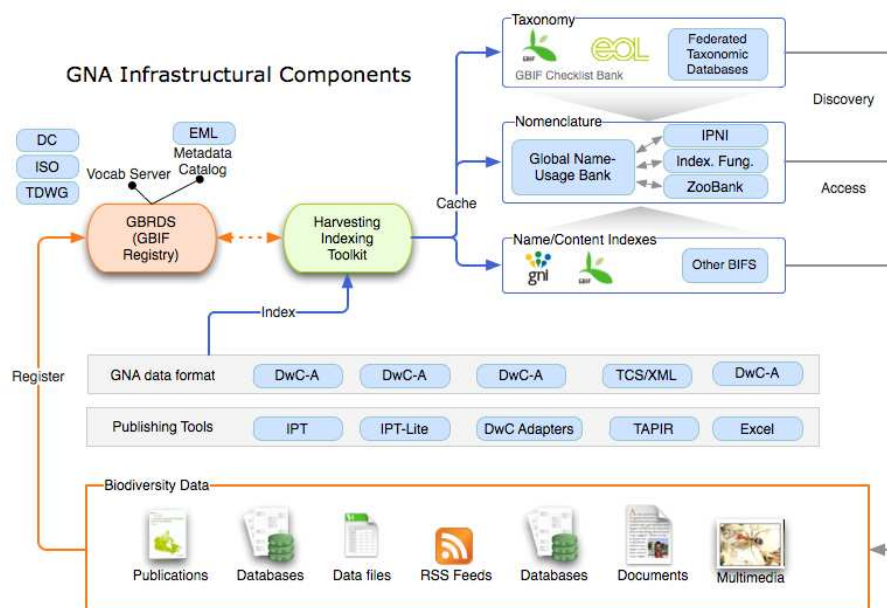 GNA Infrastructural Components
Taxonomy
GBIF
eol
GBIF Checklist Bank
Federated
Taxonomic
Databases
Discovery
Nomenclature
Global Name-
Usage Bank
IPNI
Index. Fung.
ZooBank
Access
Name/Content Indexes
gni
GBIF
Other BIFS
DC
ISO
TDWG
EML
Metadata
Catalog
Vocab Server
GBRDS
(GBIF
Registry)
Harvesting
Indexing
Toolkit
Cache
Index
Register
GNA data format
DwC-A
DwC-A
DwC-A
TCS/XML
DwC-A
Publishing Tools
IPT
IPT-Lite
DwC Adapters
TAPIR
Excel
Biodiversity Data
Publications
Databases
Data files
RSS Feeds
Databases
Documents
Multimedia